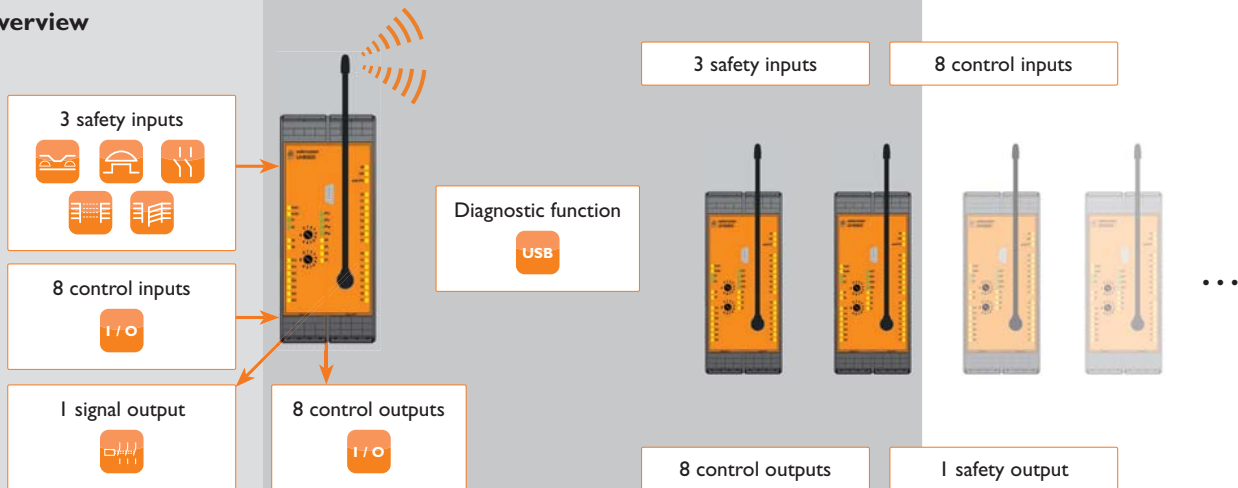 verview
3 safety inputs
8 control inputs
I / O
1 signal output
8 control outputs
I / O
Diagnostic function
USB
3 safety inputs
8 control inputs
...
8 control outputs
1 safety output